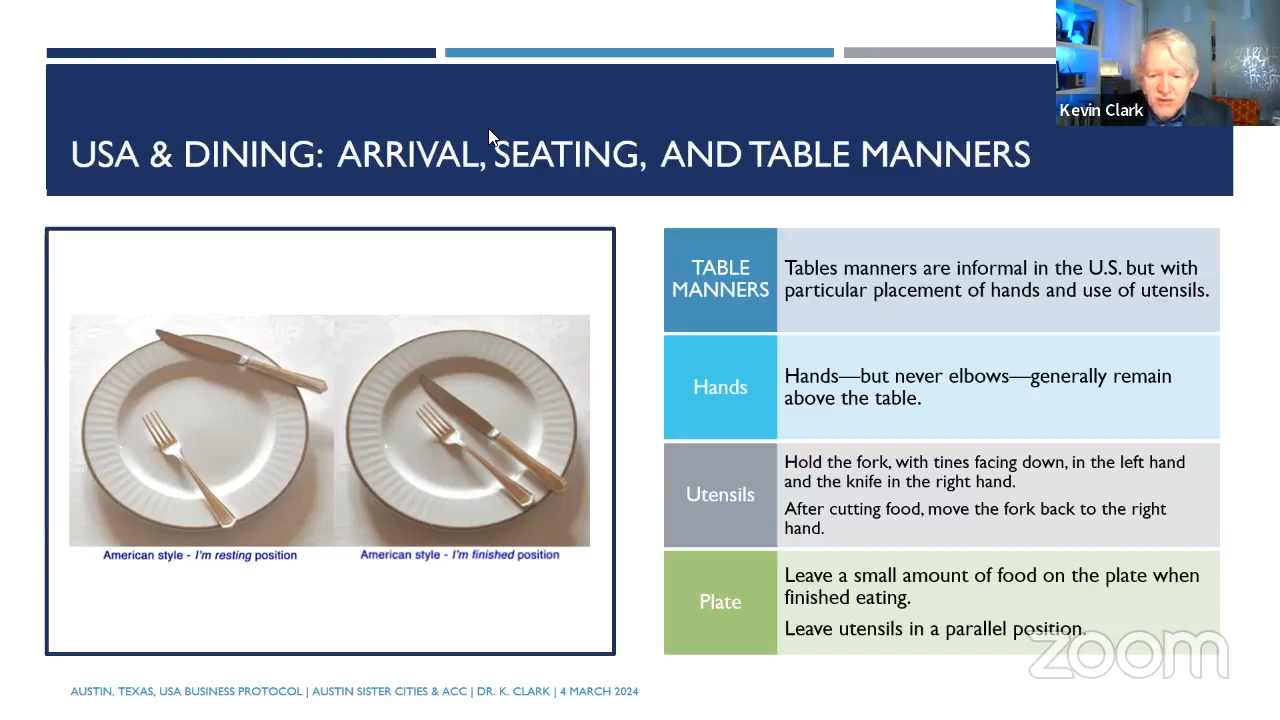 Kevin Clark
USA & DINING: ARRIVAL, SEATING, AND TABLE MANNERS
American style - I'm resting position
American style - I'm finished position
TABLE
MANNERS
Tables manners are informal in the U.S. but with
particular placement of hands and use of utensils.
Hands
Hands—but never elbows—generally remain
above the table.
Utensils
Hold the fork, with tines facing down, in the left hand
and the knife in the right hand.
After cutting food, move the fork back to the right
hand.
Plate
Leave a small amount of food on the plate when
finished eating.
Leave utensils in a parallel position.
zoom
AUSTIN, TEXAS, USA BUSINESS PROTOCOL | AUSTIN SISTER CITIES & ACC | DR. K. CLARK | 4 MARCH 2024